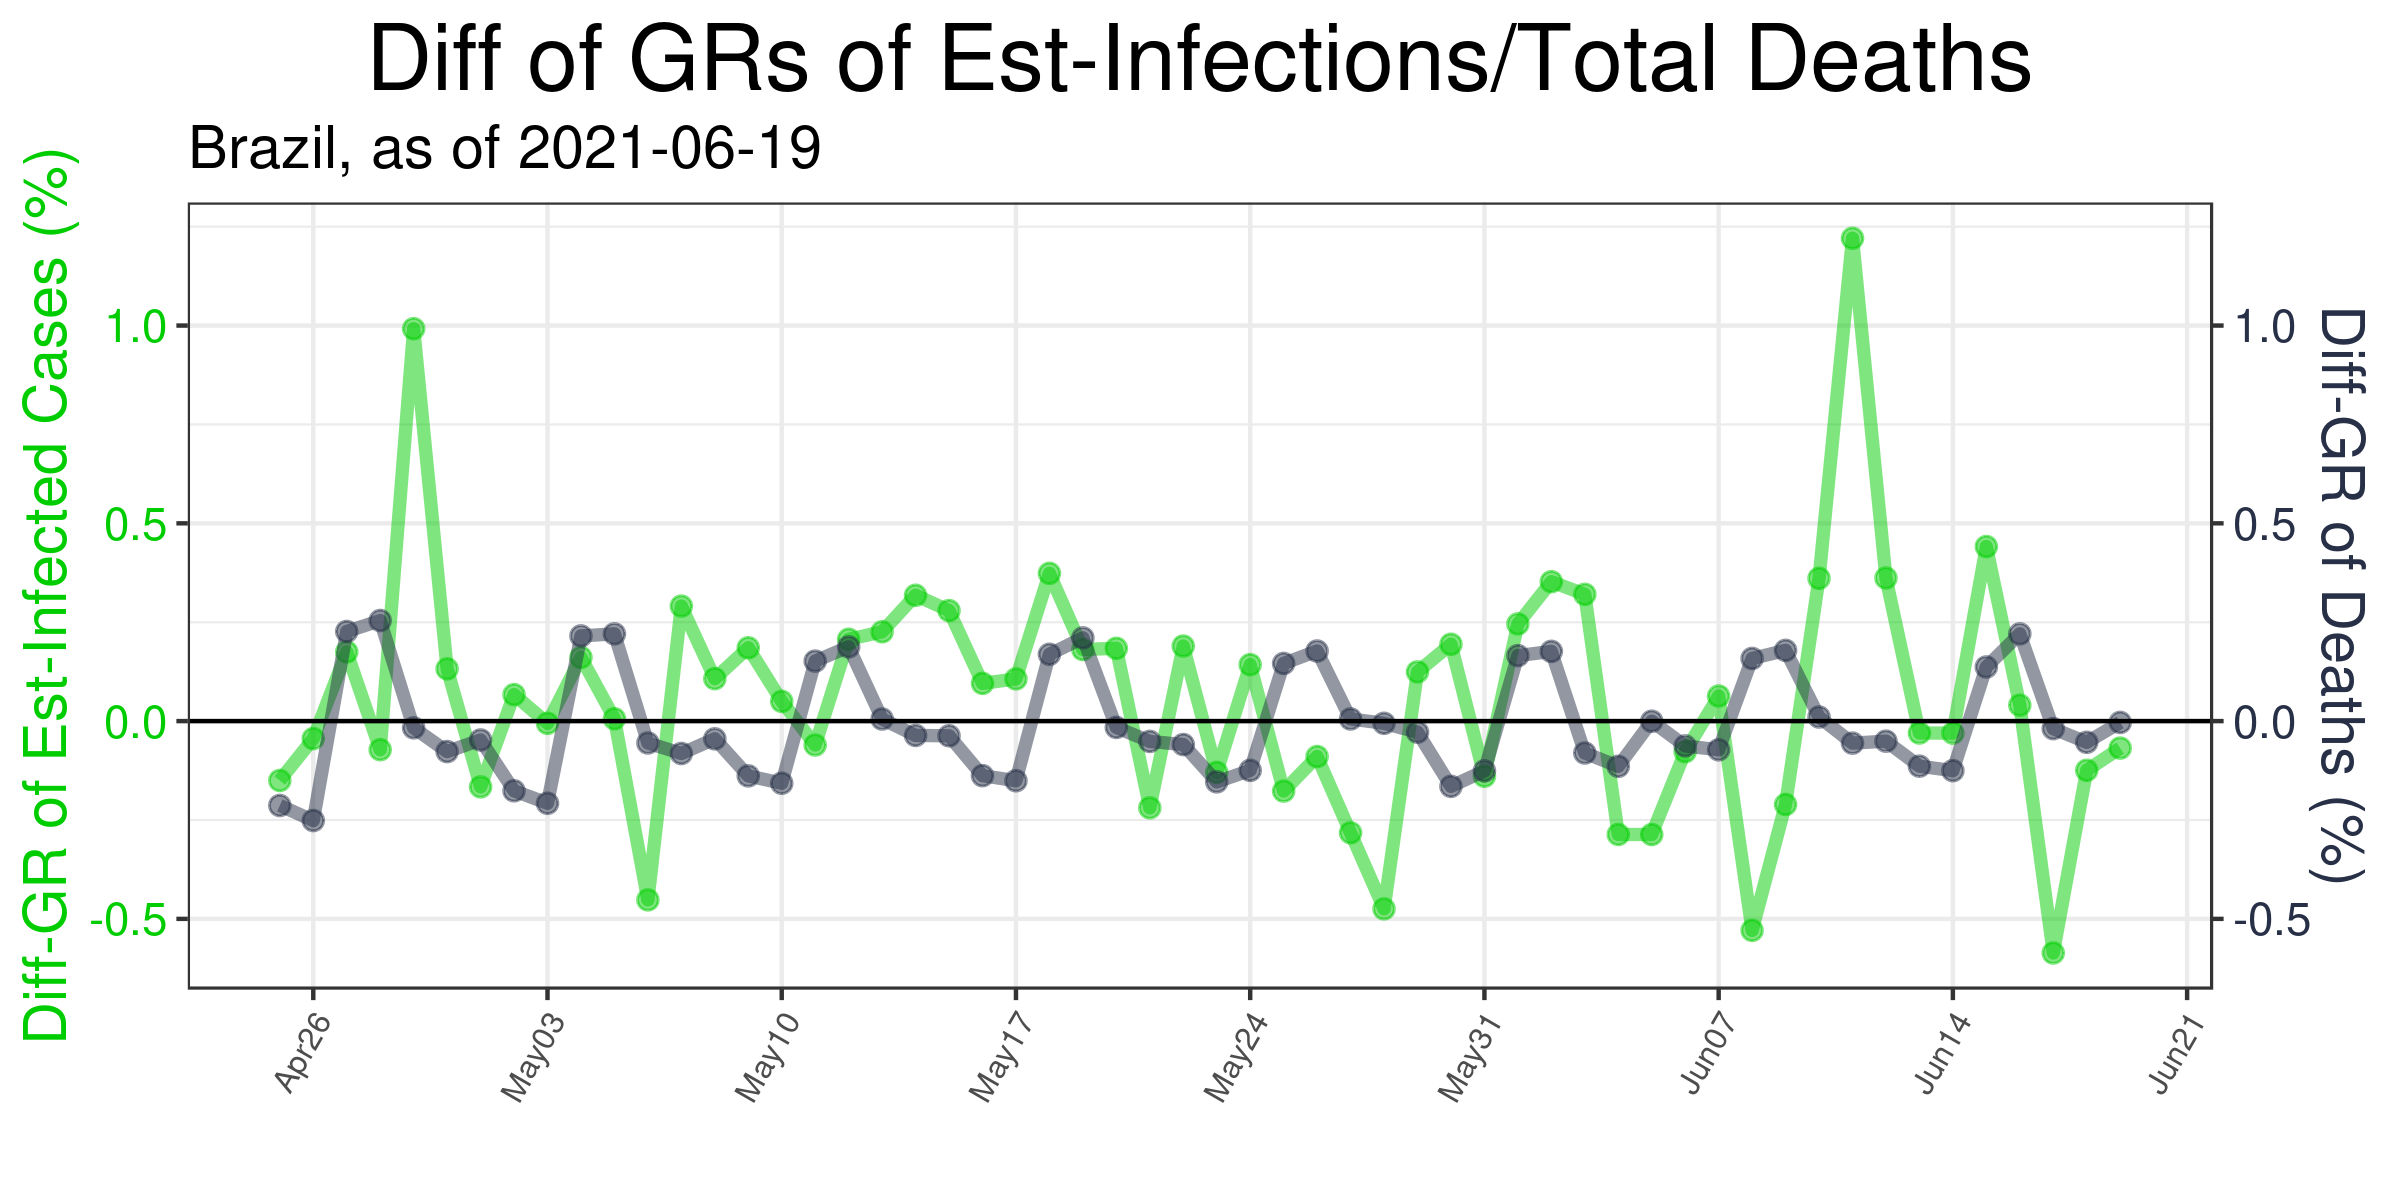 Diff of GRs of Est-Infections/Total Deaths
Brazil, as of 2021-06-19
Diff-GR of Est-Infected Cases (%)
1.0
0.5
0.0
-0.5
1.0
0.5
0.0
-0.5
Diff-GR of Deaths (%)
Apr26
May03
May10
May17
May24
May31
Jun07
Jun14
Jun21